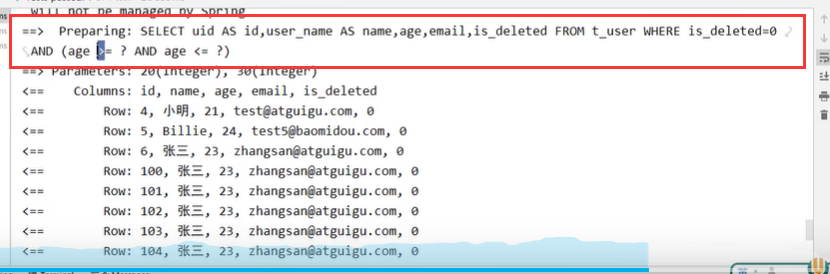 will not be managed by Spring
==>  Preparing: SELECT uid AS id,user_name AS name,age,email,is_deleted FROM t_user WHERE is_deleted=0
AND (age >= ? AND age <= ?)
==> Parameters: 20(Integer), 30(Integer)
<==    Columns: id, name, age, email, is_deleted
<==        Row: 4, 小明, 21, test@atguigu.com, 0
<==        Row: 5, Billie, 24, test5@baomidou.com, 0
<==        Row: 6, 张三, 23, zhangsan@atguigu.com, 0
<==        Row: 100, 张三, 23, zhangsan@atguigu.com, 0
<==        Row: 101, 张三, 23, zhangsan@atguigu.com, 0
<==        Row: 102, 张三, 23, zhangsan@atguigu.com, 0
<==        Row: 103, 张三, 23, zhangsan@atguigu.com, 0
<==        Row: 104, 张三, 23, zhangsan@atguigu.com, 0